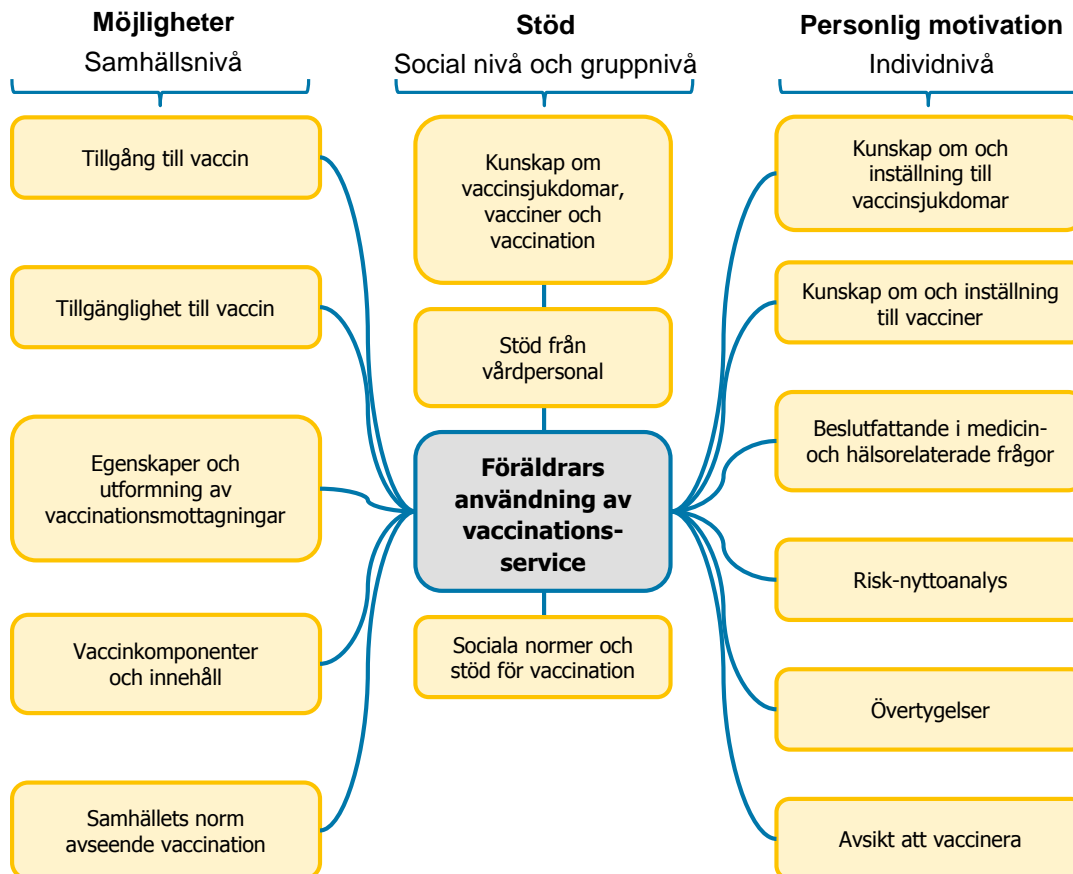 Möjligheter
Samhällsnivå
Tillgång till vaccin
Tillgänglighet till vaccin
Egenskaper och
utformning av
vaccinationsmottagningar
Vaccinkomponenter
och innehåll
Samhällets norm
avseende vaccination
Stöd
Social nivå och gruppnivå
Kunskap om
vaccinsjukdomar,
vacciner och
vaccination
Stöd från
vårdpersonal
Föräldrars
användning av
vaccinations-
service
Sociala normer och
stöd för vaccination
Personlig motivation
Individnivå
Kunskap om och
inställning till
vaccinsjukdomar
Kunskap om och inställning
till vacciner
Beslutfattande i medicin-
och hälsorelaterade frågor
Risk-nyttoanalys
Övertygelser
Avsikt att vaccinera